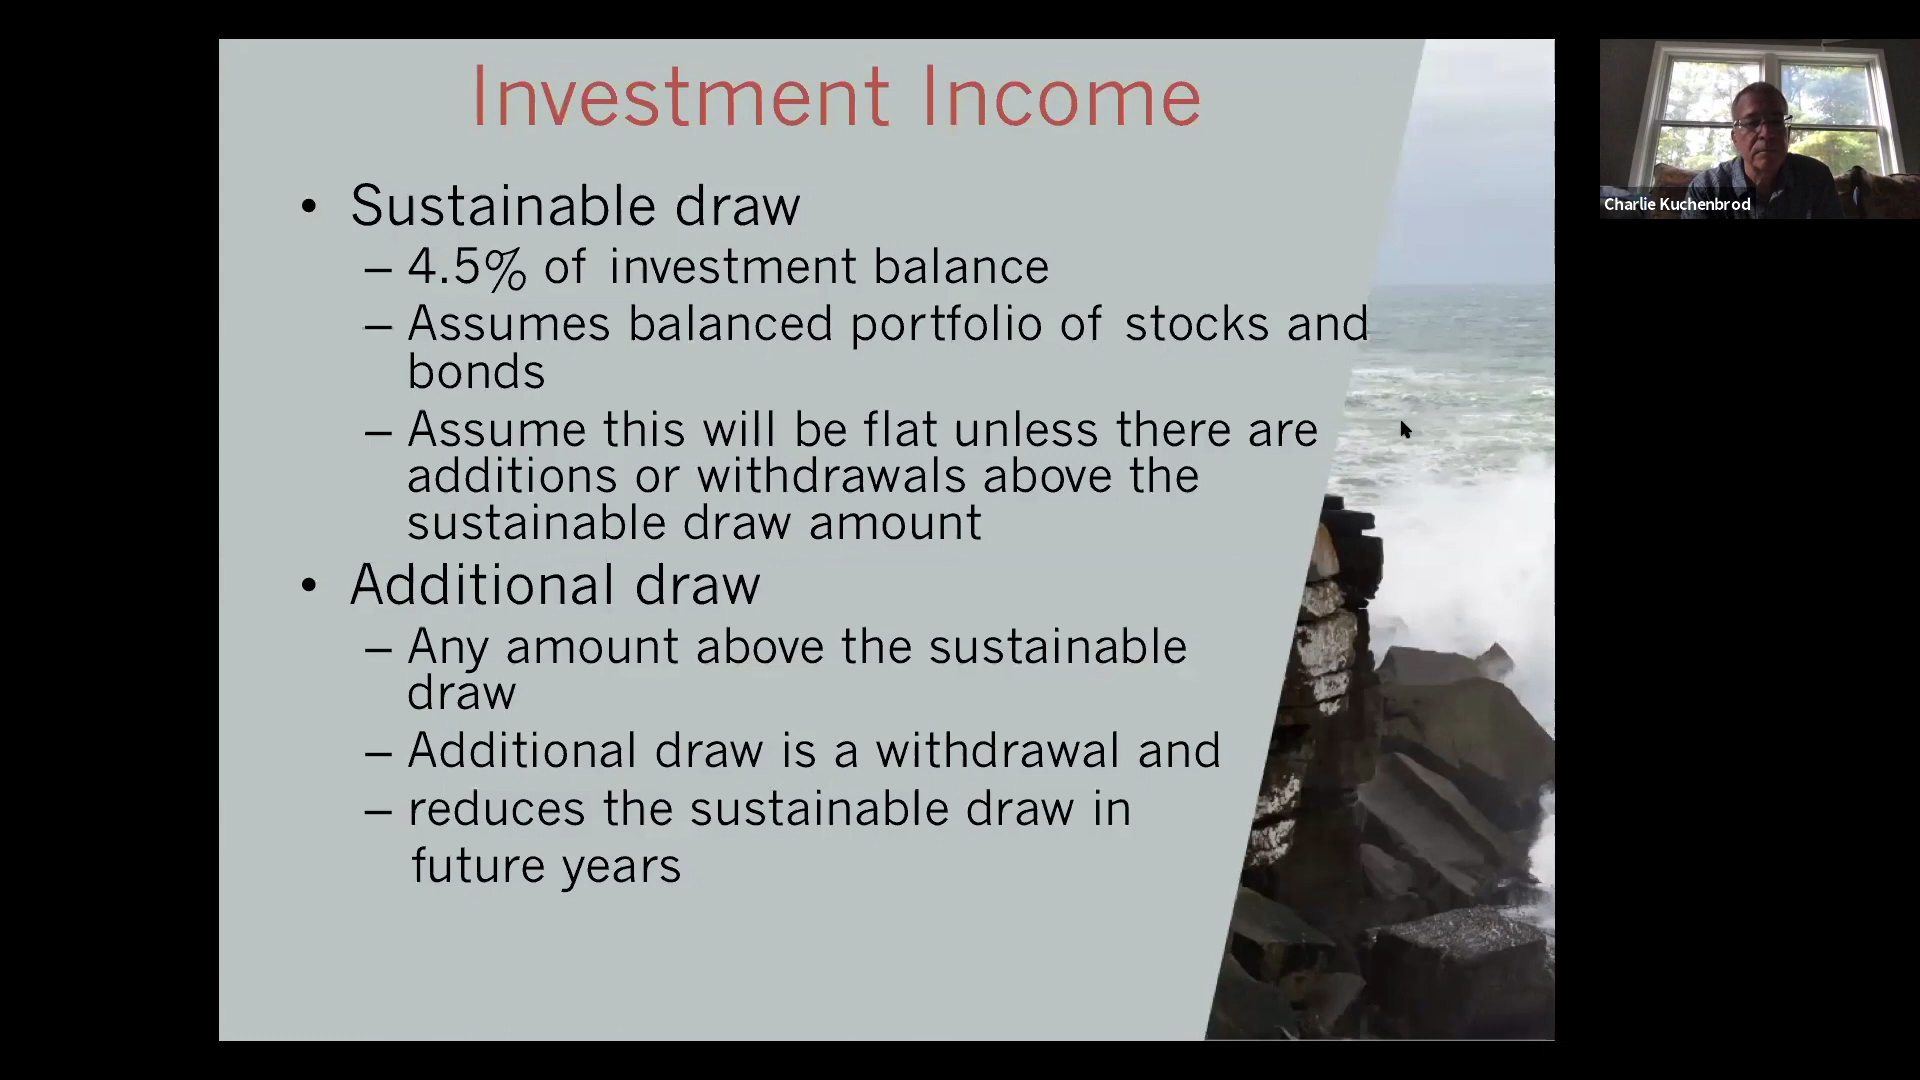 Investment Income
• Sustainable draw
– 4.5% of investment balance
– Assumes balanced portfolio of stocks and
bonds
– Assume this will be flat unless there are
additions or withdrawals above the
sustainable draw amount
• Additional draw
– Any amount above the sustainable
draw
– Additional draw is a withdrawal and
– reduces the sustainable draw in
future years
Charlie Kuchenbrod